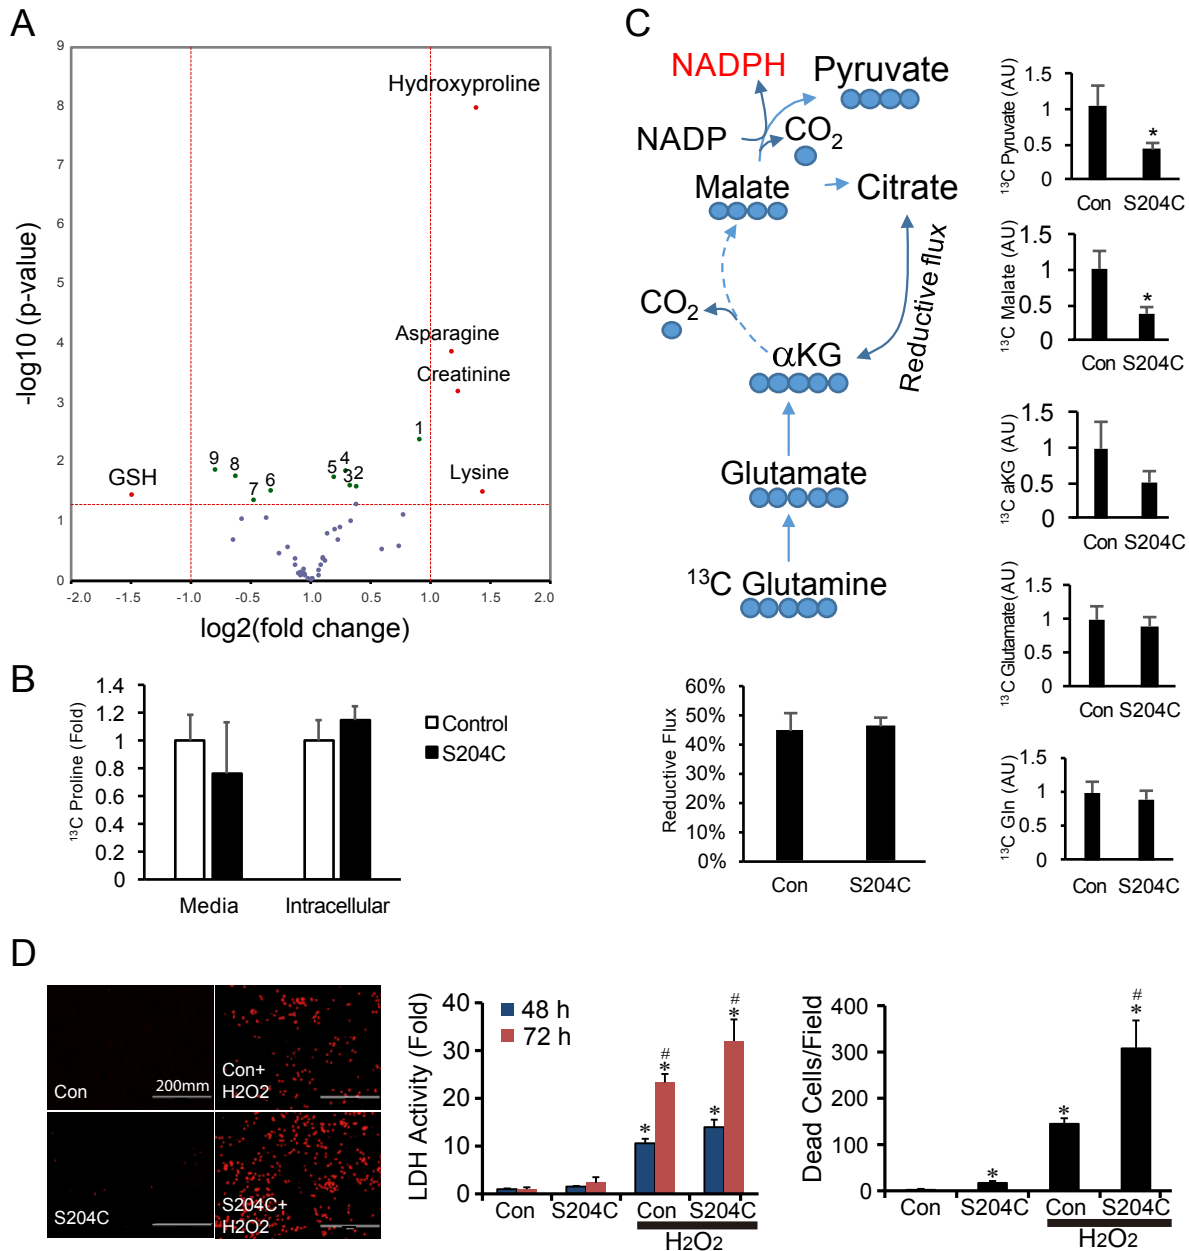 A
9
8
7
6
5
4
3
2
1
0
-log10 (p-value)
Hydroxyproline
Asparagine
Creatinine
Lysine
GSH
1
2
3
4
5
6
7
8
9
-2.0 -1.5 -1.0 -0.5 1.0 0.5 1.0 1.5 2.0
log2(fold change)
B
1.4
1.2
1
0.8
0.6
0.4
0.2
0
13C Proline (Fold)
Control
S204C
Media Intracellular
C
NADPH
Pyruvate
NADP
CO2
Malate
Citrate
CO2
Reductive flux
αKG
Glutamate
13C Glutamine
60%
50%
40%
30%
20%
10%
0%
Reductive Flux
Con S204C
13C Pyruvate (AU)
1.5
1
0.5
0
*
Con S204C
13C Malate (AU)
1.5
1
0.5
0
*
Con S204C
13C aKG (AU)
1.5
1
0.5
0
Con S204C
13C Glutamate (AU)
1.5
1
0.5
0
Con S204C
13C Gln (AU)
1.5
1
0.5
0
Con S204C
D
Con
200mm
Con+
H2O2
S204C
S204C+
H2O2
LDH Activity (Fold)
40
30
20
10
0
48 h
72 h
*
#
*
*
#
*
Con S204C Con S204C
H2O2
Dead Cells/Field
400
300
200
100
0
*
*
#
*
Con S204C Con S204C
H2O2